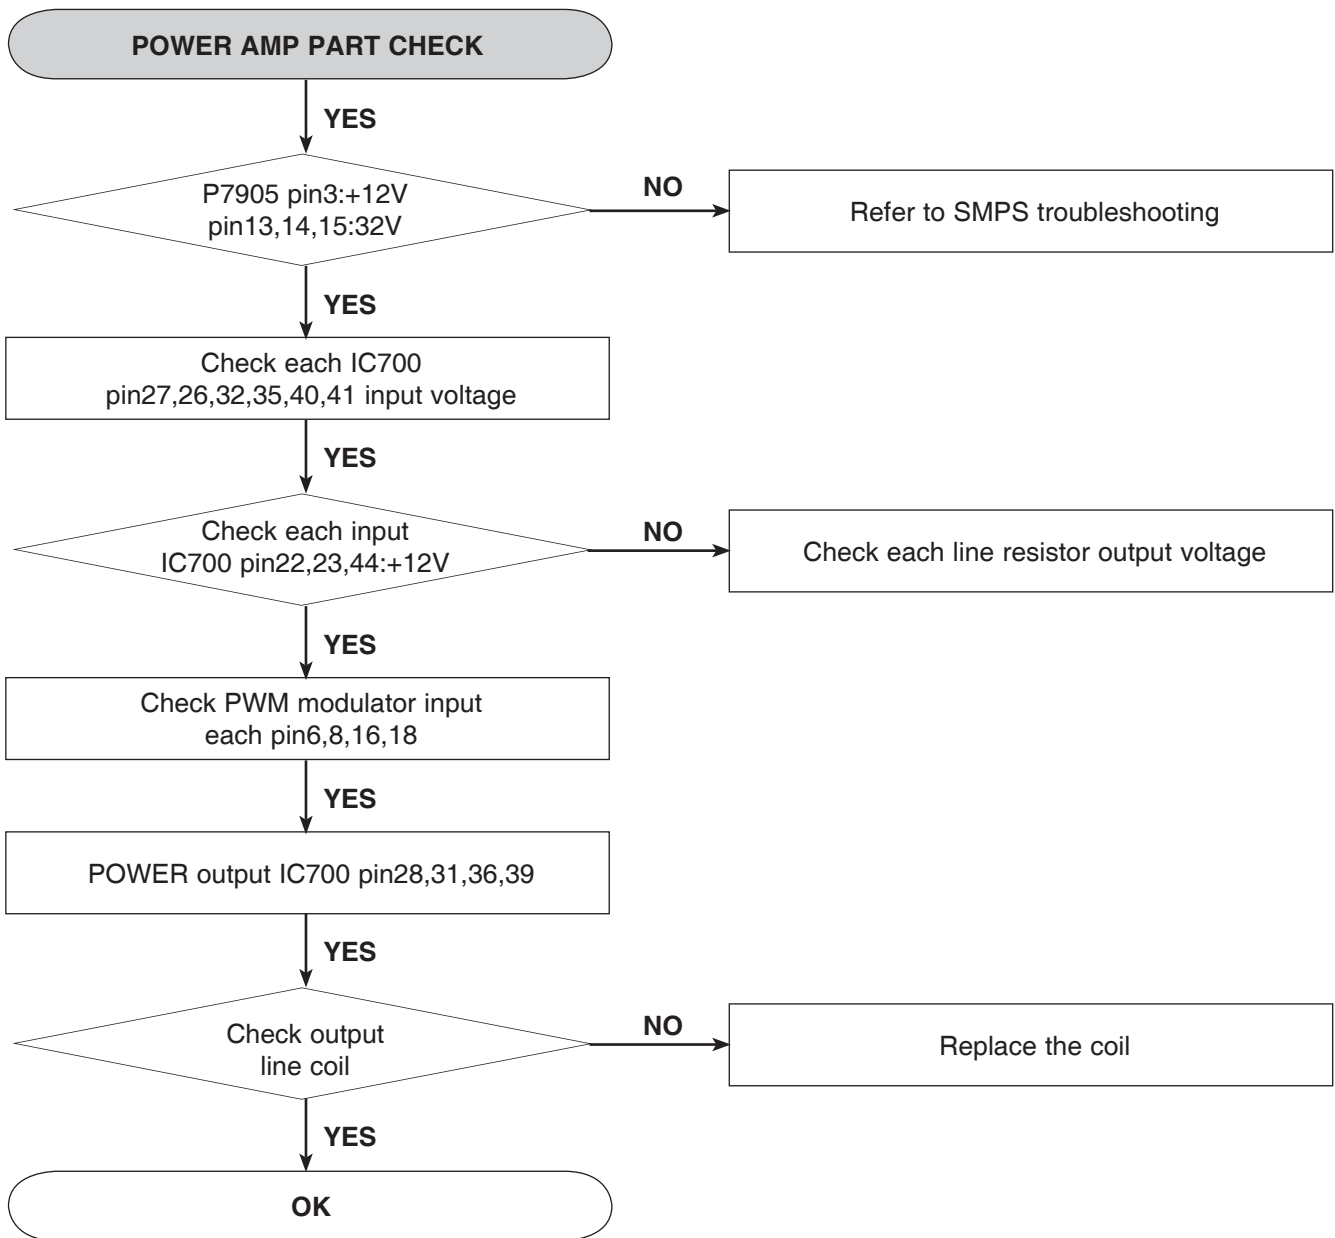 POWER AMP PART CHECK
YES
P7905 pin3:+12V
pin13,14,15:32V
NO
Refer to SMPS troubleshooting
YES
Check each IC700
pin27,26,32,35,40,41 input voltage
YES
Check each input
IC700 pin22,23,44:+12V
NO
Check each line resistor output voltage
YES
Check PWM modulator input
each pin6,8,16,18
YES
POWER output IC700 pin28,31,36,39
YES
Check output
line coil
NO
Replace the coil
YES
OK